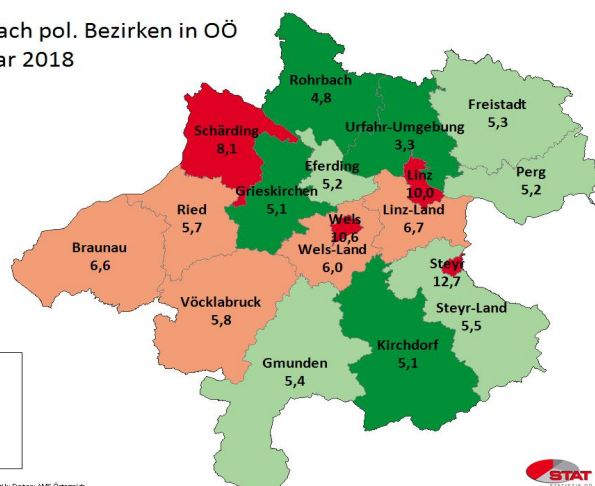 ach pol. Bezirken in OÖ
ar 2018
Rohrbach
4,8
Freistadt
5,3
Urfahr-Umgebung
3,3
Schärding
8,1
Eferding
5,2
Linz
10,0
Perg
5,2
Grieskirchen
5,1
Ried
5,7
Wels
10,6
Linz-Land
6,7
Braunau
6,6
Wels-Land
6,0
Steyr
12,7
Vöcklabruck
5,8
Steyr-Land
5,5
Kirchdorf
5,1
Gmunden
5,4
STAT